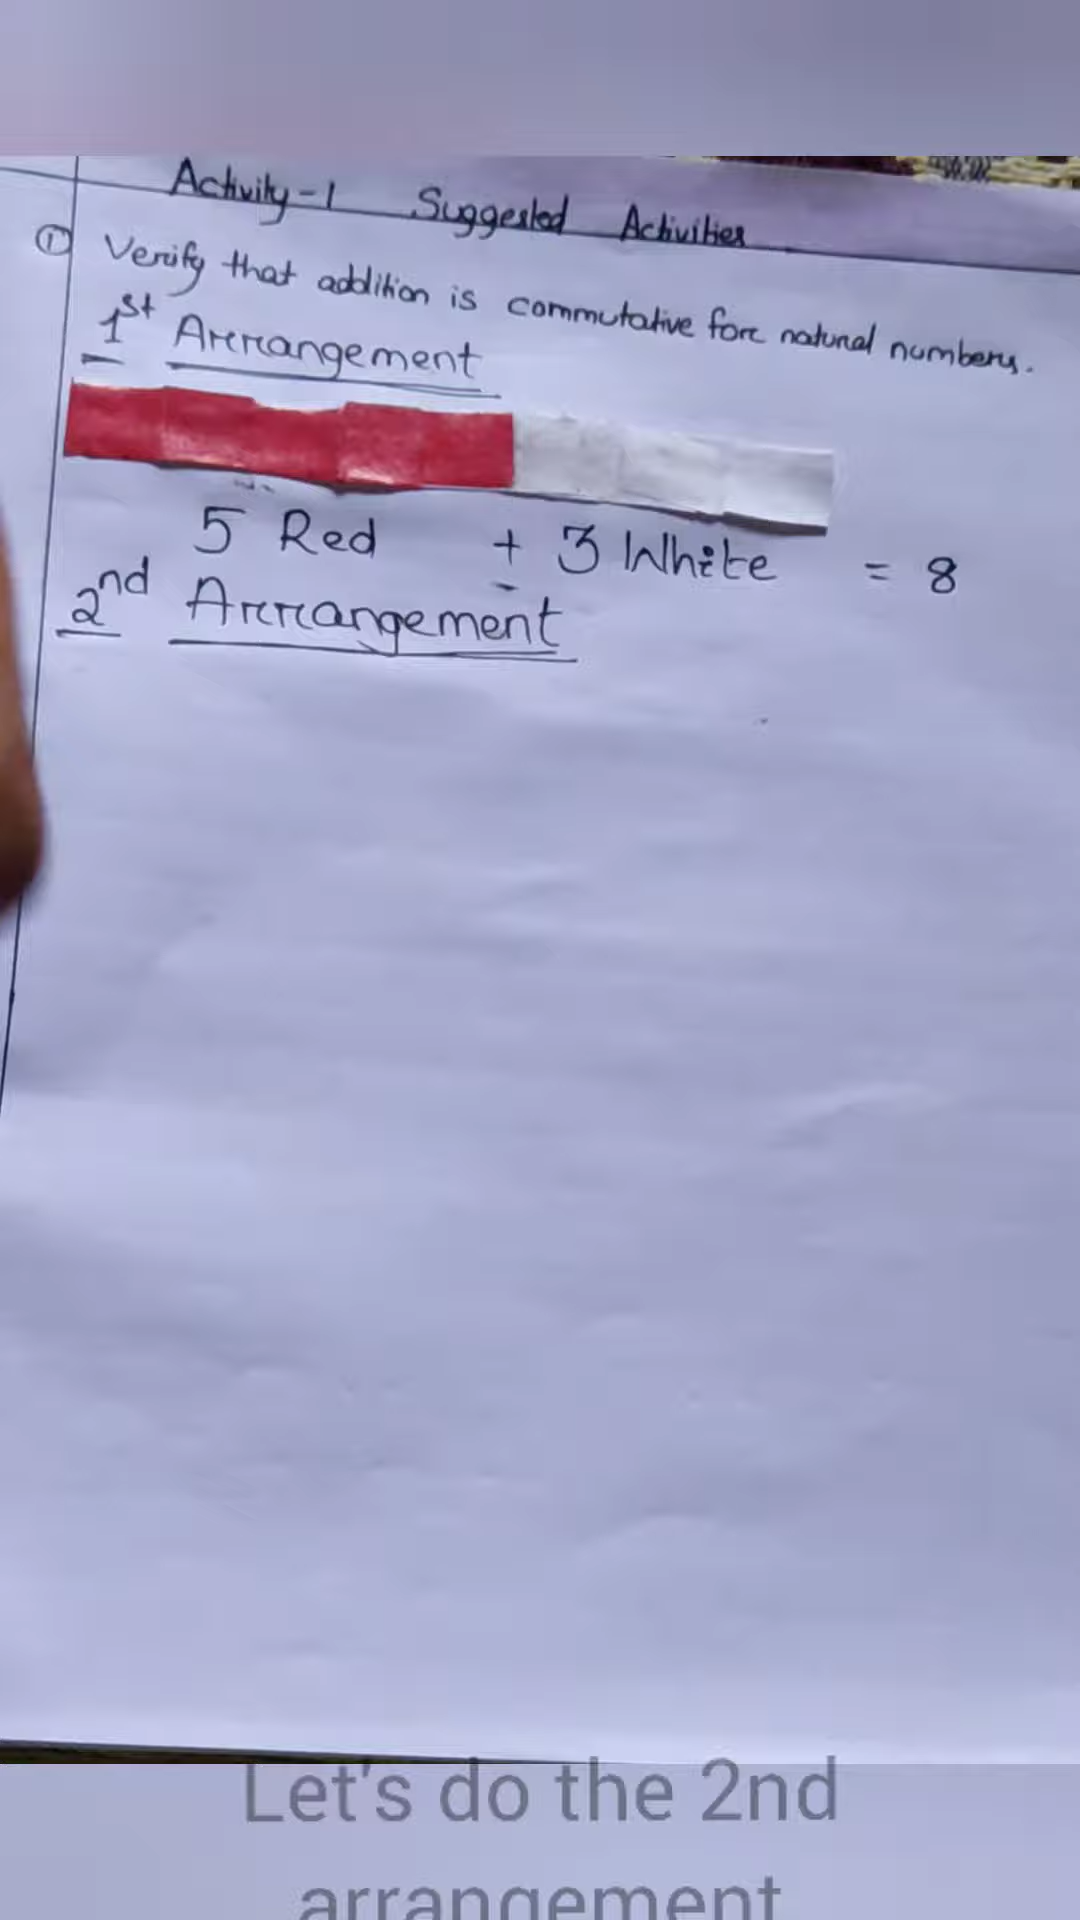 Activity-1 Suggested Activities
① Verify that addition is commutative fore natural numbers.
1st Arrangement
5 Red + 3 White = 8
2nd Arrangement
Let's do the 2nd
arrangement